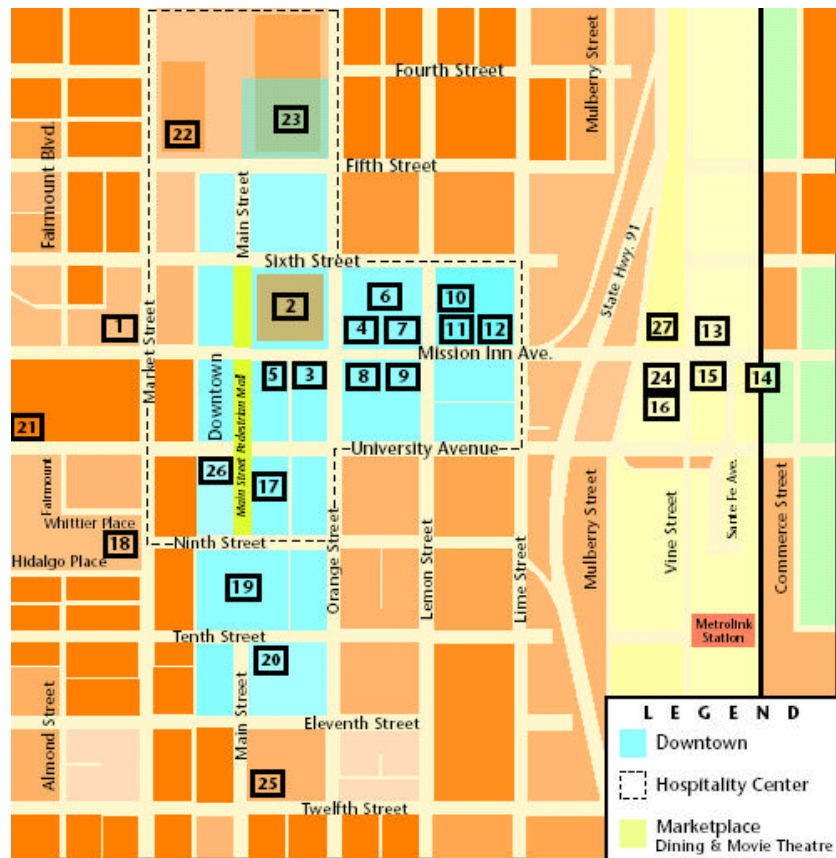 Fourth Street
Mulberry Street
22
23
Fairmount Blvd.
Fifth Street
Main Street
Sixth Street
State Hwy. 91
1
2
6
10
4
7
11
12
27
13
Market Street
Mission Inn Ave.
Downtown
Main Street Pedestrian Mall
5
3
8
9
24
15
14
16
21
University Avenue
Fairmount
26
17
Whittier Place
18
Hidalgo Place
Ninth Street
Orange Street
Lemon Street
Lime Street
Mulberry Street
Vine Street
Sante Fe Ave.
Commerce Street
19
Tenth Street
Metrolink
Station
20
Almond Street
Main Street
Eleventh Street
25
Twelfth Street
LEGEND
Downtown
Hospitality Center
Marketplace
Dining & Movie Theatre